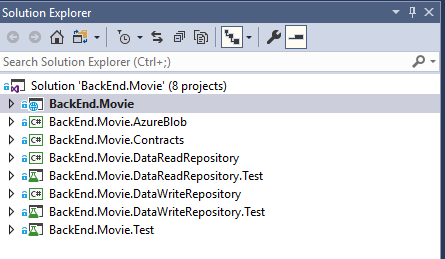 Solution Explorer
Search Solution Explorer (Ctrl+;)
Solution 'BackEnd.Movie' (8 projects)
BackEnd.Movie
C# BackEnd.Movie.AzureBlob
C# BackEnd.Movie.Contracts
C# BackEnd.Movie.DataReadRepository
BackEnd.Movie.DataReadRepository.Test
C# BackEnd.Movie.DataWriteRepository
BackEnd.Movie.DataWriteRepository.Test
BackEnd.Movie.Test